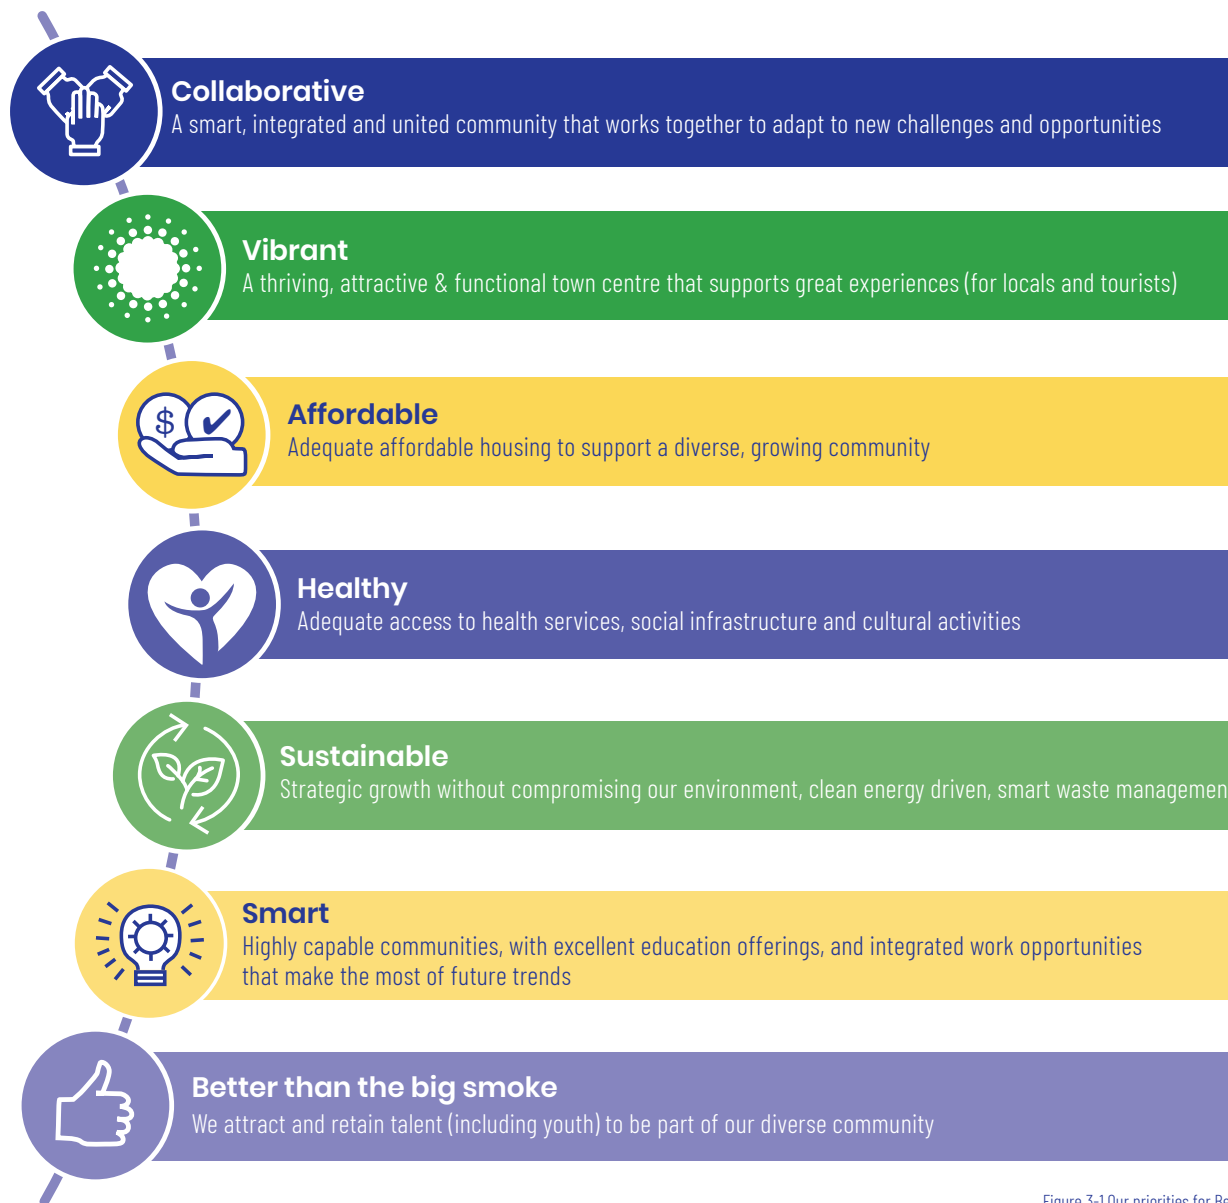 Collaborative
A smart, integrated and united community that works together to adapt to new challenges and opportunities
Vibrant
A thriving, attractive & functional town centre that supports great experiences (for locals and tourists)
$
Affordable
Adequate affordable housing to support a diverse, growing community
Healthy
Adequate access to health services, social infrastructure and cultural activities
Sustainable
Strategic growth without compromising our environment, clean energy driven, smart waste managemen
Smart
Highly capable communities, with excellent education offerings, and integrated work opportunities
that make the most of future trends
Better than the big smoke
We attract and retain talent (including youth) to be part of our diverse community
Figure 3-1 Our priorities for